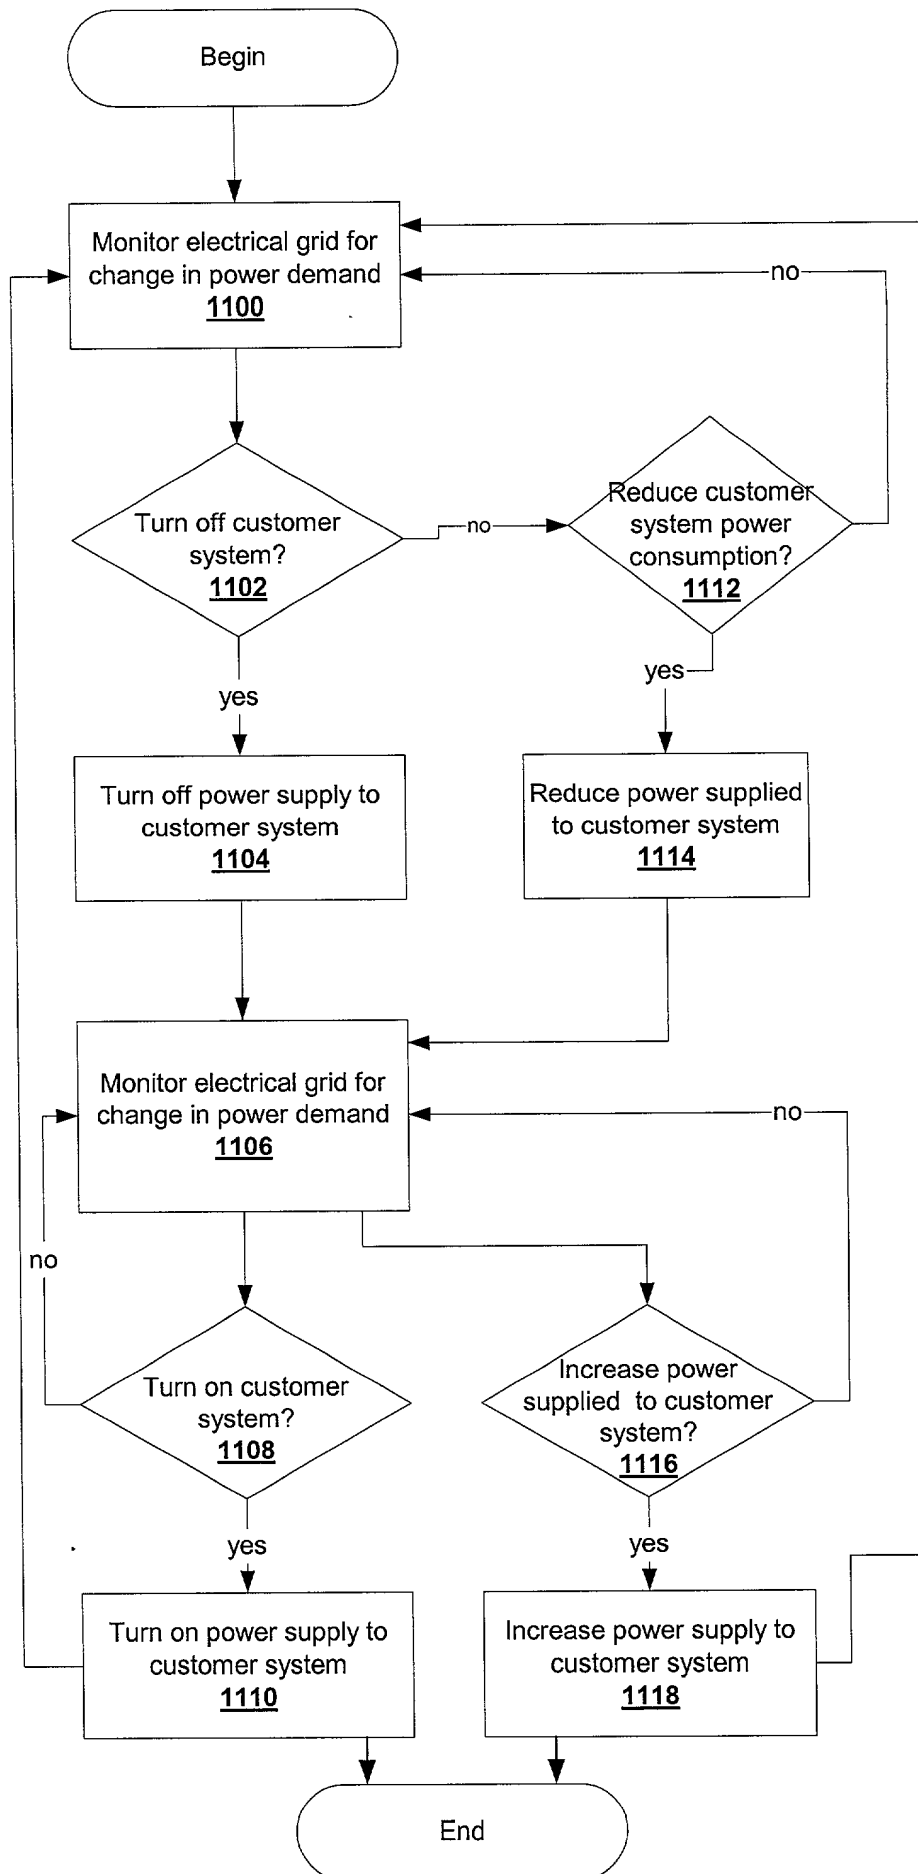 Begin
Monitor electrical grid for
change in power demand
1100
no
Turn off customer
system?
1102
no
Reduce customer
system power
consumption?
1112
yes
yes
Turn off power supply to
customer system
1104
Reduce power supplied
to customer system
1114
Monitor electrical grid for
change in power demand
1106
no
no
Turn on customer
system?
1108
Increase power
supplied to customer
system?
1116
yes
yes
Turn on power supply to
customer system
1110
Increase power supply to
customer system
1118
End